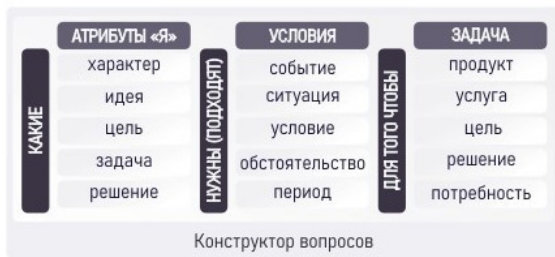 АТРИБУТЫ «Я»
УСЛОВИЯ
ЗАДАЧА
КАКИЕ
характер
идея
цель
задача
решение
НУЖНЫ (ПОДХОДЯТ)
событие
ситуация
условие
обстоятельство
период
ДЛЯ ТОГО ЧТОБЫ
продукт
услуга
цель
решение
потребность
Конструктор вопросов